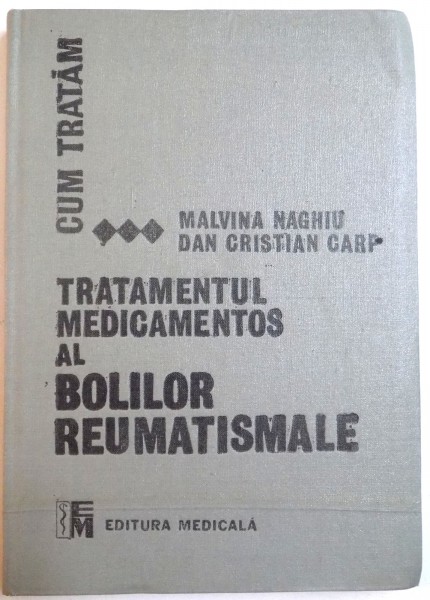 CUM TRATĂM
MALVINA NAGHIU
DAN CRISTIAN CARP
TRATAMENTUL
MEDICAMENTOS
AL
BOLILOR
REUMATISMALE
EM EDITURA MEDICALĂ